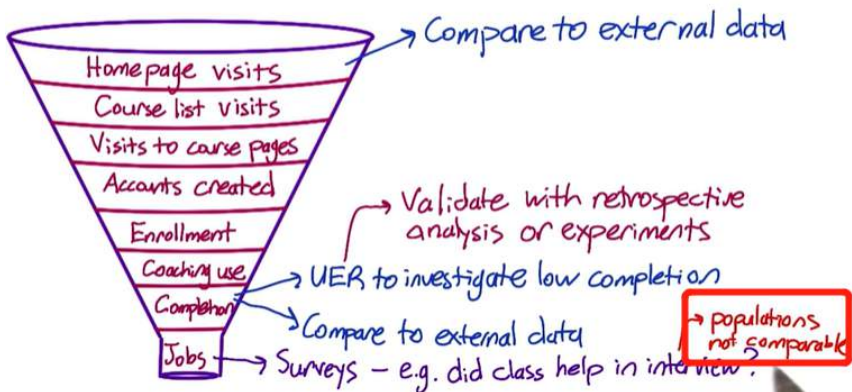 Compare to external data
Homepage visits
Course list visits
Visits to course pages
Accounts created
Validate with retrospective
analysis or experiments
Enrollment
Coaching use
UER to investigate low completion
Completion
populations
not comparable
Compare to external data
Jobs
Surveys – e.g. did class help in interview?